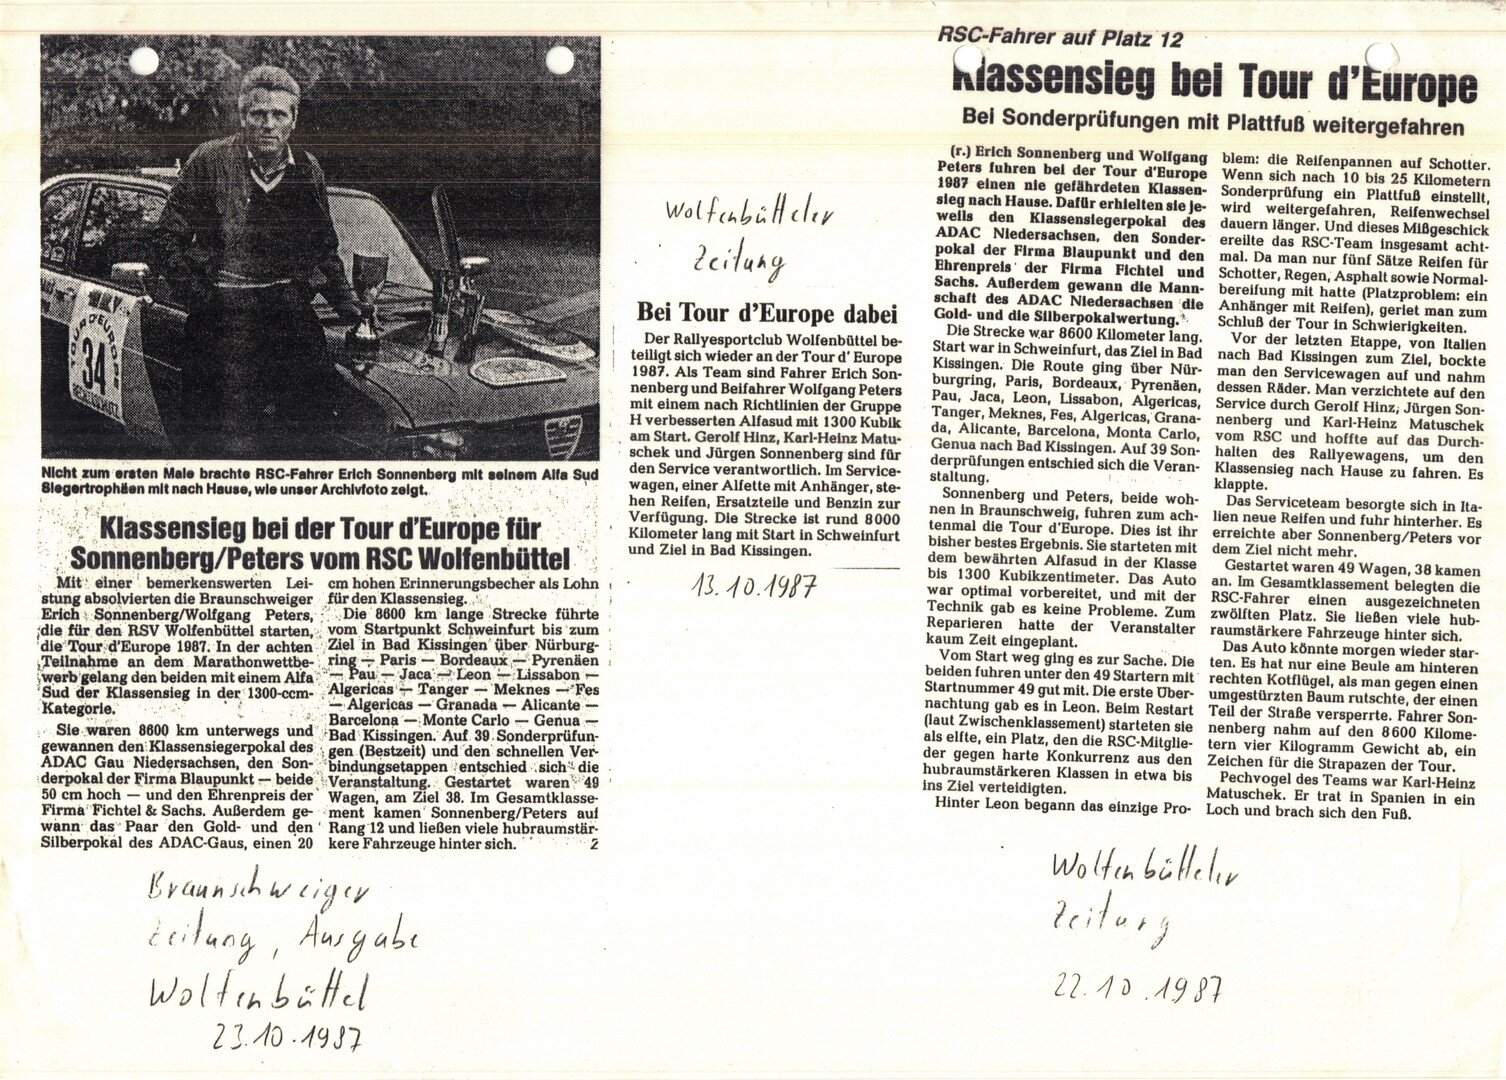 TOUR D'EUROPE
34
Nicht zum ersten Male brachte RSC-Fahrer Erich Sonnenberg mit seinem Alfa Sud
Siegertrophäen mit nach Hause, wie unser Archivfoto zeigt.
Klassensieg bei der Tour d'Europe für
Sonnenberg/Peters vom RSC Wolfenbüttel
Mit einer bemerkenswerten Lei-
stung absolvierten die Braunschweiger
Erich Sonnenberg/Wolfgang Peters,
die für den RSV Wolfenbüttel starten,
die Tour d'Europe 1987. In der achten
Teilnahme an dem Marathonwettbe-
werb gelang den beiden mit einem Alfa
Sud der Klassensieg in der 1300-ccm-
Kategorie.
Sie waren 8600 km unterwegs und
gewannen den Klassensiegerpokal des
ADAC Gau Niedersachsen, den Son-
derpokal der Firma Blaupunkt — beide
50 cm hoch — und den Ehrenpreis der
Firma Fichtel & Sachs. Außerdem ge-
wann das Paar den Gold- und den
Silberpokal des ADAC-Gaus, einen 20
cm hohen Erinnerungsbecher als Lohn
für den Klassensieg.
Die 8600 km lange Strecke führte
vom Startpunkt Schweinfurt bis zum
Ziel in Bad Kissingen über Nürburg-
ring — Paris — Bordeaux — Pyrenäen
— Pau — Jaca — Leon — Lissabon —
Algericas — Tanger — Meknes — Fes
— Algericas — Granada — Alicante —
Barcelona — Monte Carlo — Genua —
Bad Kissingen. Auf 39 Sonderprüfun-
gen (Bestzeit) und den schnellen Ver-
bindungsetappen entschied sich die
Veranstaltung. Gestartet waren 49
Wagen, am Ziel 38. Im Gesamtklasse-
ment kamen Sonnenberg/Peters auf
Rang 12 und ließen viele hubraumstär-
kere Fahrzeuge hinter sich. 2
Braunschweiger
Zeitung, Ausgabe
Wolfenbüttel
23.10.1987
Wolfenbütteler
Zeitung
Bei Tour d'Europe dabei
Der Rallyesportclub Wolfenbüttel be-
teiligt sich wieder an der Tour d' Europe
1987. Als Team sind Fahrer Erich Son-
nenberg und Beifahrer Wolfgang Peters
mit einem nach Richtlinien der Gruppe
H verbesserten Alfasud mit 1300 Kubik
am Start. Gerolf Hinz, Karl-Heinz Matu-
schek und Jürgen Sonnenberg sind für
den Service verantwortlich. Im Service-
wagen, einer Alfette mit Anhänger, ste-
hen Reifen, Ersatzteile und Benzin zur
Verfügung. Die Strecke ist rund 8000
Kilometer lang mit Start in Schweinfurt
und Ziel in Bad Kissingen.
13.10.1987
RSC-Fahrer auf Platz 12
Klassensieg bei Tour d'Europe
Bei Sonderprüfungen mit Plattfuß weitergefahren
(r.) Erich Sonnenberg und Wolfgang
Peters fuhren bei der Tour d'Europe
1987 einen nie gefährdeten Klassen-
sieg nach Hause. Dafür erhielten sie je-
weils den Klassensiegerpokal des
ADAC Niedersachsen, den Sonder-
pokal der Firma Blaupunkt und den
Ehrenpreis der Firma Fichtel und
Sachs. Außerdem gewann die Mann-
schaft des ADAC Niedersachsen die
Gold- und die Silberpokalwertung.
Die Strecke war 8600 Kilometer lang.
Start war in Schweinfurt, das Ziel in Bad
Kissingen. Die Route ging über Nür-
burgring, Paris, Bordeaux, Pyrenäen,
Pau, Jaca, Leon, Lissabon, Algericas,
Tanger, Meknes, Fes, Algericas, Grana-
da, Alicante, Barcelona, Monta Carlo,
Genua nach Bad Kissingen. Auf 39 Son-
derprüfungen entschied sich die Veran-
staltung.
Sonnenberg und Peters, beide woh-
nen in Braunschweig, fuhren zum ach-
tenmal die Tour d'Europe. Dies ist ihr
bisher bestes Ergebnis. Sie starteten mit
dem bewährten Alfasud in der Klasse
bis 1300 Kubikzentimeter. Das Auto
war optimal vorbereitet, und mit der
Technik gab es keine Probleme. Zum
Reparieren hatte der Veranstalter
kaum Zeit eingeplant.
Vom Start weg ging es zur Sache. Die
beiden fuhren unter den 49 Startern mit
Startnummer 49 gut mit. Die erste Über-
nachtung gab es in Leon. Beim Restart
(laut Zwischenklassement) starteten sie
als elfte, ein Platz, den die RSC-Mitglie-
der gegen harte Konkurrenz aus den
hubraumstärkeren Klassen in etwa bis
ins Ziel verteidigten.
Hinter Leon begann das einzige Pro-
blem: die Reifenpannen auf Schotter.
Wenn sich nach 10 bis 25 Kilometern
Sonderprüfung ein Plattfuß einstellt,
wird weitergefahren, Reifenwechsel
dauern länger. Und dieses Mißgeschick
ereilte das RSC-Team insgesamt acht-
mal. Da man nur fünf Sätze Reifen für
Schotter, Regen, Asphalt sowie Normal-
bereifung mit hatte (Platzproblem: ein
Anhänger mit Reifen), geriet man zum
Schluß der Tour in Schwierigkeiten.
Vor der letzten Etappe, von Italien
nach Bad Kissingen zum Ziel, bockte
man den Servicewagen auf und nahm
dessen Räder. Man verzichtete auf den
Service durch Gerolf Hinz, Jürgen Son-
nenberg und Karl-Heinz Matuschek
vom RSC und hoffte auf das Durch-
halten des Rallyewagens, um den
Klassensieg nach Hause zu fahren. Es
klappte.
Das Serviceteam besorgte sich in Ita-
lien neue Reifen und fuhr hinterher. Es
erreichte aber Sonnenberg/Peters vor
dem Ziel nicht mehr.
Gestartet waren 49 Wagen, 38 kamen
an. Im Gesamtklassement belegten die
RSC-Fahrer einen ausgezeichneten
zwölften Platz. Sie ließen viele hub-
raumstärkere Fahrzeuge hinter sich.
Das Auto könnte morgen wieder star-
ten. Es hat nur eine Beule am hinteren
rechten Kotflügel, als man gegen einen
umgestürzten Baum rutschte, der einen
Teil der Straße versperrte. Fahrer Son-
nenberg nahm auf den 8600 Kilome-
tern vier Kilogramm Gewicht ab, ein
Zeichen für die Strapazen der Tour.
Pechvogel des Teams war Karl-Heinz
Matuschek. Er trat in Spanien in ein
Loch und brach sich den Fuß.
Wolfenbütteler
Zeitung
22.10.1987